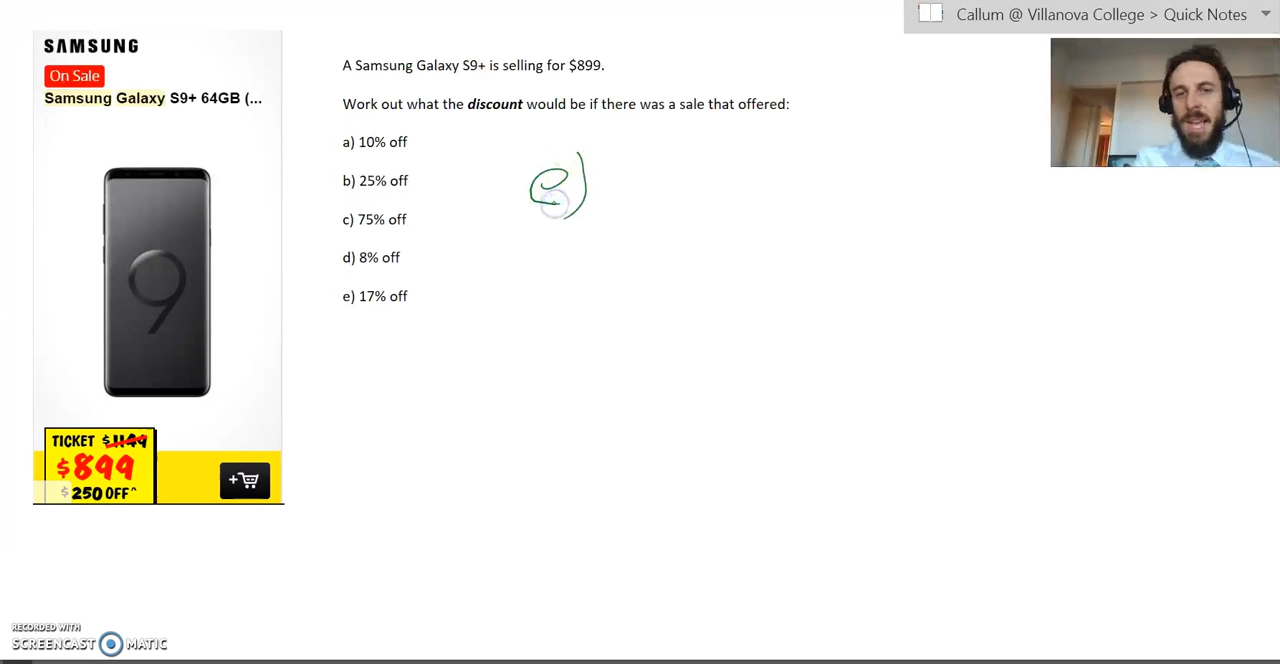 Callum @ Villanova College > Quick Notes
SAMSUNG
On Sale
Samsung Galaxy S9+ 64GB (...
9
TICKET $1149
$899
$250 OFF^
+
A Samsung Galaxy S9+ is selling for $899.
Work out what the discount would be if there was a sale that offered:
a) 10% off
b) 25% off
c) 75% off
d) 8% off
e) 17% off
e)
RECORDED WITH
SCREENCAST MATIC